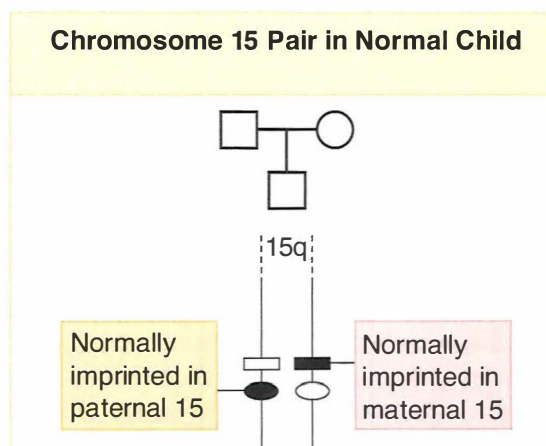 Chromosome 15 Pair in Normal Child
15q
Normally
imprinted in
paternal 15
Normally
imprinted in
maternal 15